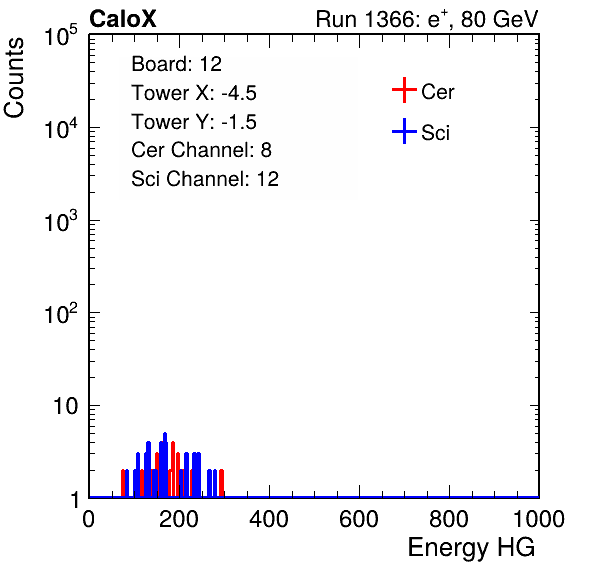 CaloX Run 1366: e⁺, 80 GeV
Counts
10⁵
Board: 12
Tower X: -4.5
Tower Y: -1.5
Cer Channel: 8
Sci Channel: 12
Cer
Sci
10⁴
10³
10²
10
1
0 200 400 600 800 1000
Energy HG